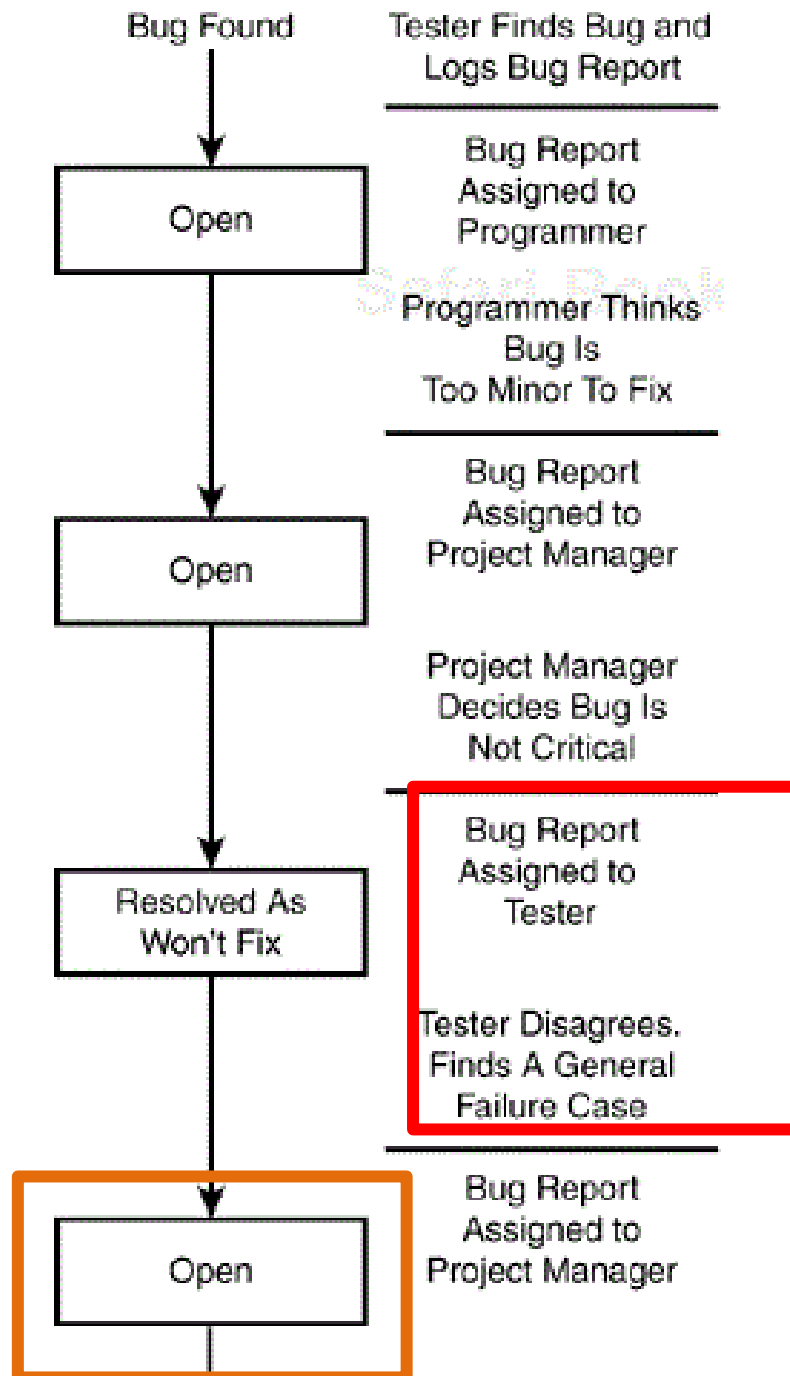 Bug Found
Tester Finds Bug and
Logs Bug Report
Open
Bug Report
Assigned to
Programmer
Safari Book
Programmer Thinks
Bug Is
Too Minor To Fix
Open
Bug Report
Assigned to
Project Manager
Project Manager
Decides Bug Is
Not Critical
Resolved As
Won't Fix
Bug Report
Assigned to
Tester
Tester Disagrees.
Finds A General
Failure Case
Open
Bug Report
Assigned to
Project Manager